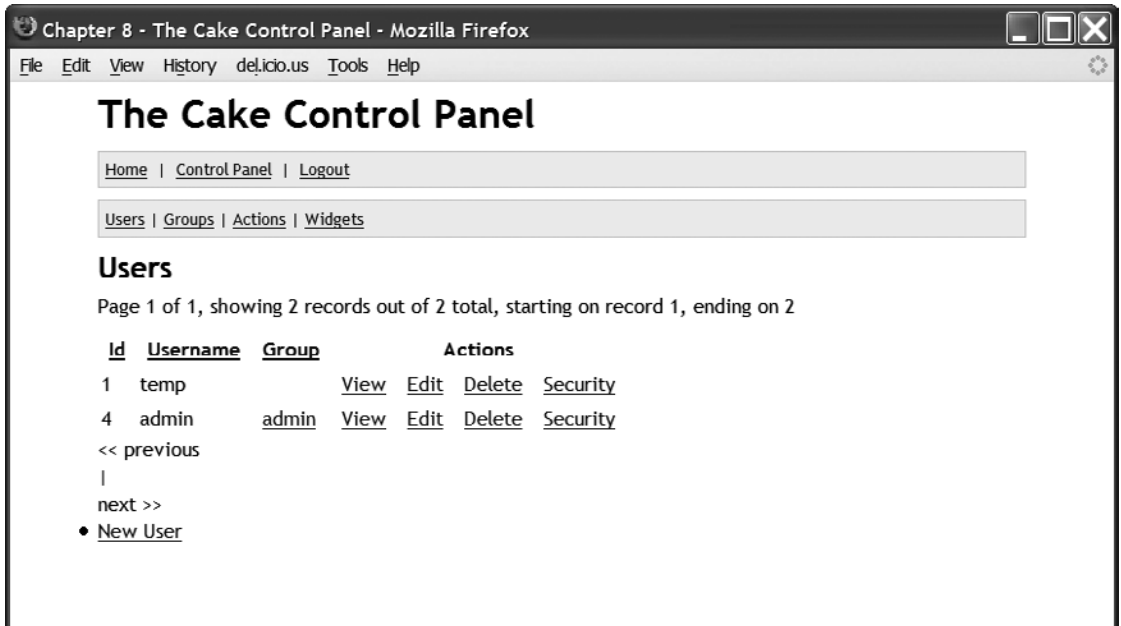 Chapter 8 - The Cake Control Panel - Mozilla Firefox
File Edit View History del.icio.us Tools Help
The Cake Control Panel
Home | Control Panel | Logout
Users | Groups | Actions | Widgets
Users
Page 1 of 1, showing 2 records out of 2 total, starting on record 1, ending on 2
Id Username Group Actions
1 temp View Edit Delete Security
4 admin admin View Edit Delete Security
<< previous
|
next >>
• New User